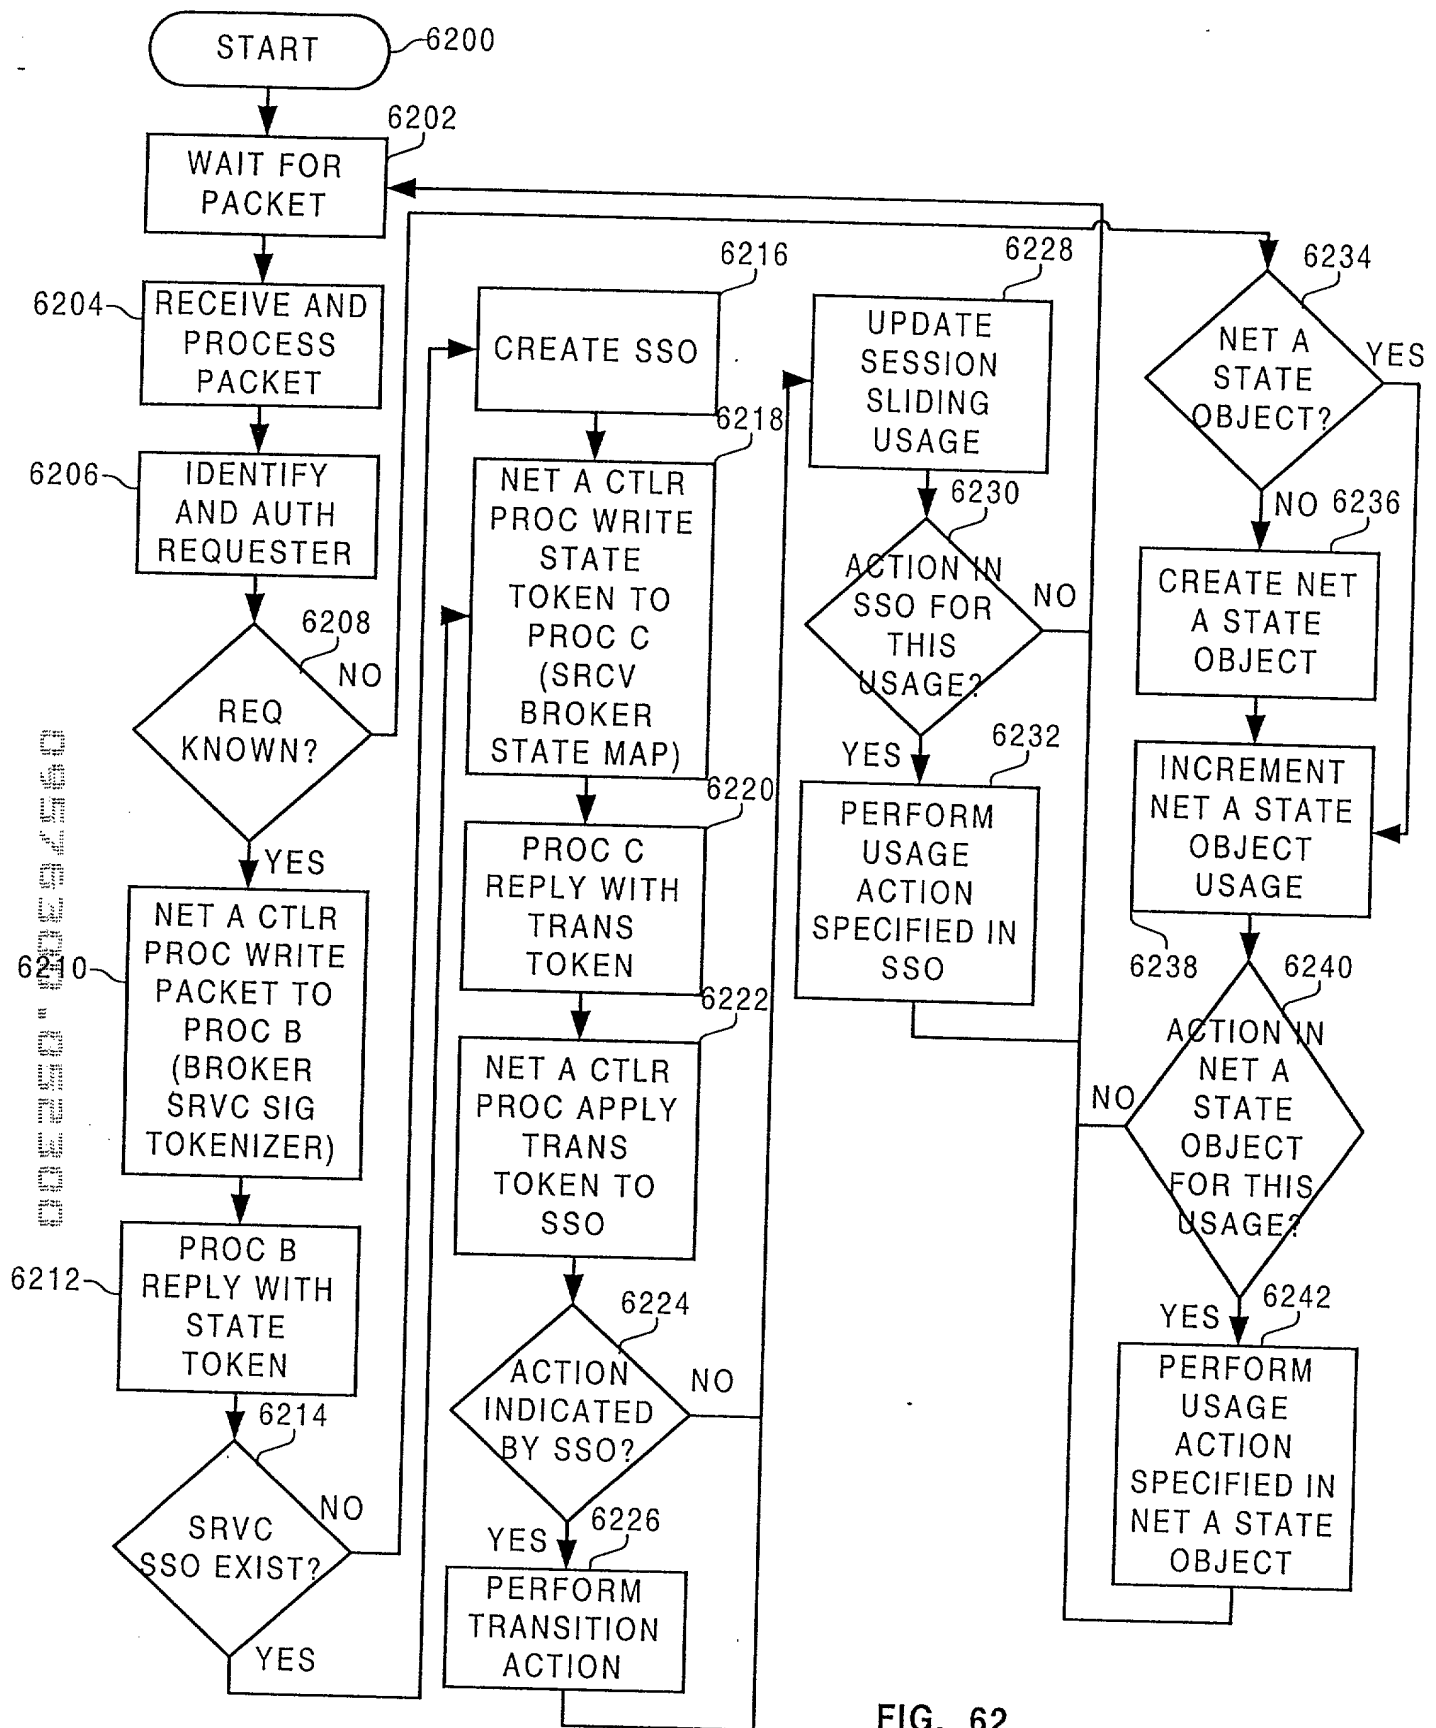 START
6200
6202
WAIT FOR
PACKET
6204
RECEIVE AND
PROCESS
PACKET
6206
IDENTIFY
AND AUTH
REQUESTER
6208
NO
REQ
KNOWN?
YES
6210
NET A CTLR
PROC WRITE
PACKET TO
PROC B
(BROKER
SRVC SIG
TOKENIZER)
6212
PROC B
REPLY WITH
STATE
TOKEN
6214
NO
SRVC
SSO EXIST?
YES
6216
CREATE SSO
6218
NET A CTLR
PROC WRITE
STATE
TOKEN TO
PROC C
(SRCV
BROKER
STATE MAP)
6220
PROC C
REPLY WITH
TRANS
TOKEN
6222
NET A CTLR
PROC APPLY
TRANS
TOKEN TO
SSO
6224
NO
ACTION
INDICATED
BY SSO?
YES
6226
PERFORM
TRANSITION
ACTION
6228
UPDATE
SESSION
SLIDING
USAGE
6230
ACTION IN
SSO FOR
THIS
USAGE?
NO
YES
6232
PERFORM
USAGE
ACTION
SPECIFIED IN
SSO
6234
NET A
STATE
OBJECT?
YES
NO
6236
CREATE NET
A STATE
OBJECT
INCREMENT
NET A STATE
OBJECT
USAGE
6238
6240
ACTION IN
NET A
STATE
OBJECT
FOR THIS
USAGE?
NO
YES
6242
PERFORM
USAGE
ACTION
SPECIFIED IN
NET A STATE
OBJECT
FIG. 62